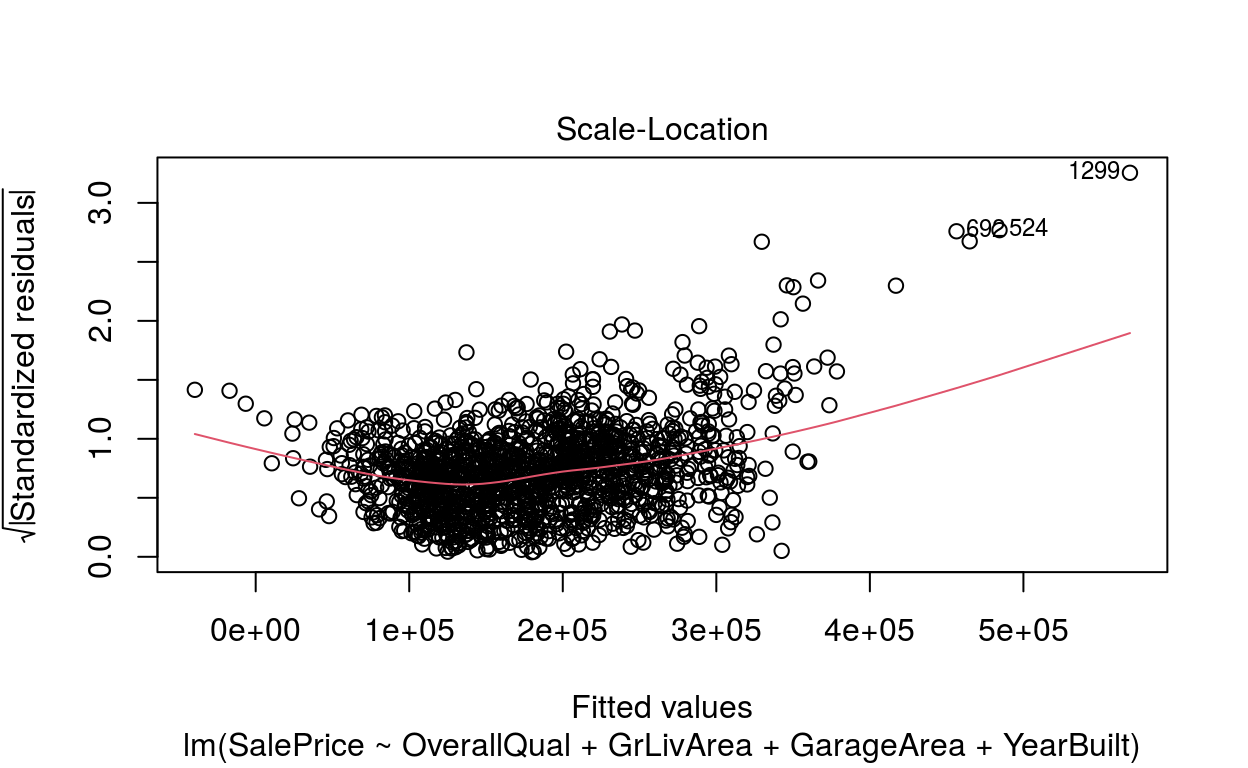 Scale-Location
√|Standardized residuals|
3.0
2.0
1.0
0.0
1299
692 524
0e+00 1e+05 2e+05 3e+05 4e+05 5e+05
Fitted values
lm(SalePrice ~ OverallQual + GrLivArea + GarageArea + YearBuilt)